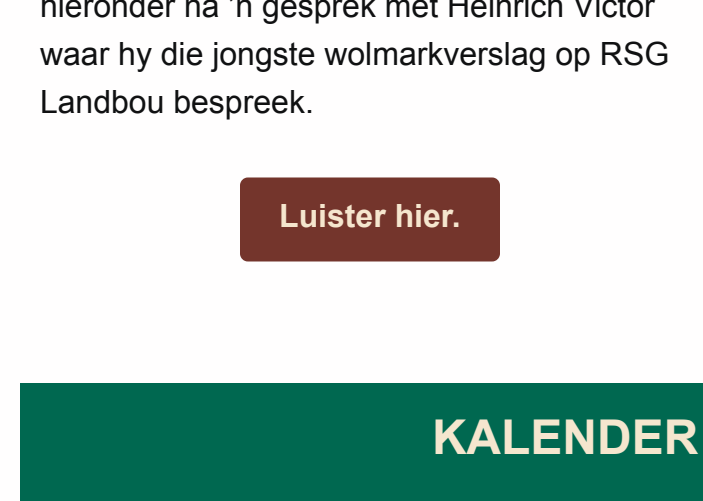 hieronder na 'n gesprek met Heinrich Victor
waar hy die jongste wolmarkverslag op RSG
Landbou bespreek.
Luister hier.
KALENDER